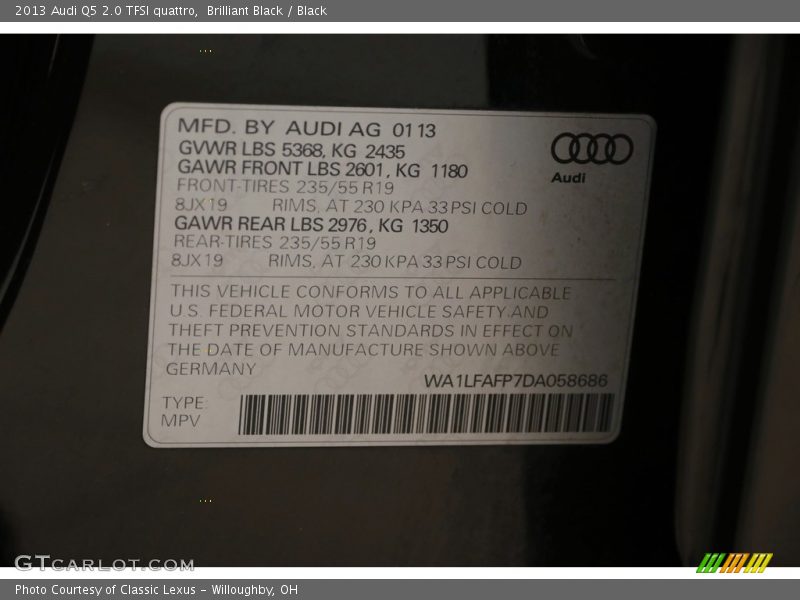 2013 Audi Q5 2.0 TFSI quattro,  Brilliant Black / Black
MFD. BY AUDI AG 01 13
GVWR LBS 5368, KG 2435
GAWR FRONT LBS 2601, KG 1180
FRONT-TIRES 235/55 R19
8JX19 RIMS, AT 230 KPA 33 PSI COLD
GAWR REAR LBS 2976, KG 1350
REAR-TIRES 235/55 R19
8JX19 RIMS, AT 230 KPA 33 PSI COLD
Audi
THIS VEHICLE CONFORMS TO ALL APPLICABLE
U.S. FEDERAL MOTOR VEHICLE SAFETY AND
THEFT PREVENTION STANDARDS IN EFFECT ON
THE DATE OF MANUFACTURE SHOWN ABOVE
GERMANY
WA1LFAFP7DA058686
TYPE:
MPV
GTCARLOT.COM
Photo Courtesy of Classic Lexus - Willoughby, OH